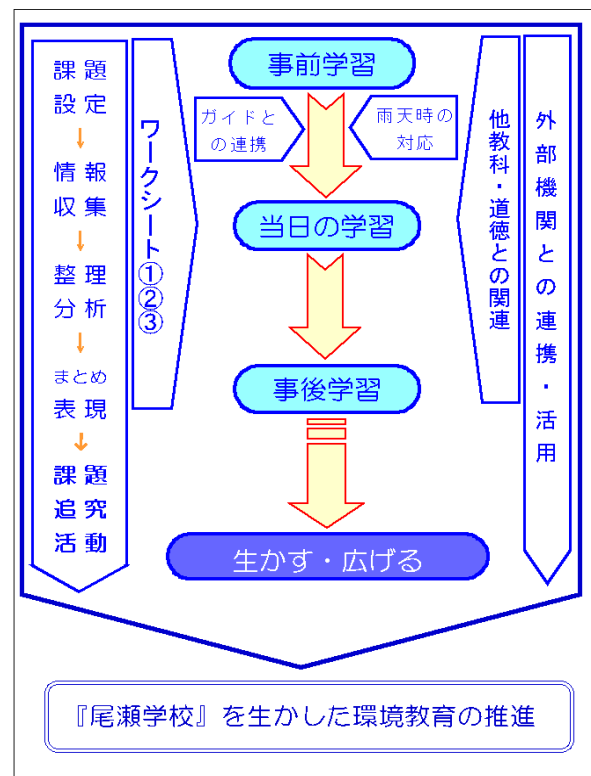 課題
設定
↓
情報
収集
↓
整理
分析
↓
まとめ
表現
↓
課題
追究
活動
ワークシート①②③
事前学習
ガイドと
の連携
雨天時の
対応
当日の学習
事後学習
生かす・広げる
他教科・道徳との関連
外部機関との連携・活用
『尾瀬学校』を生かした環境教育の推進